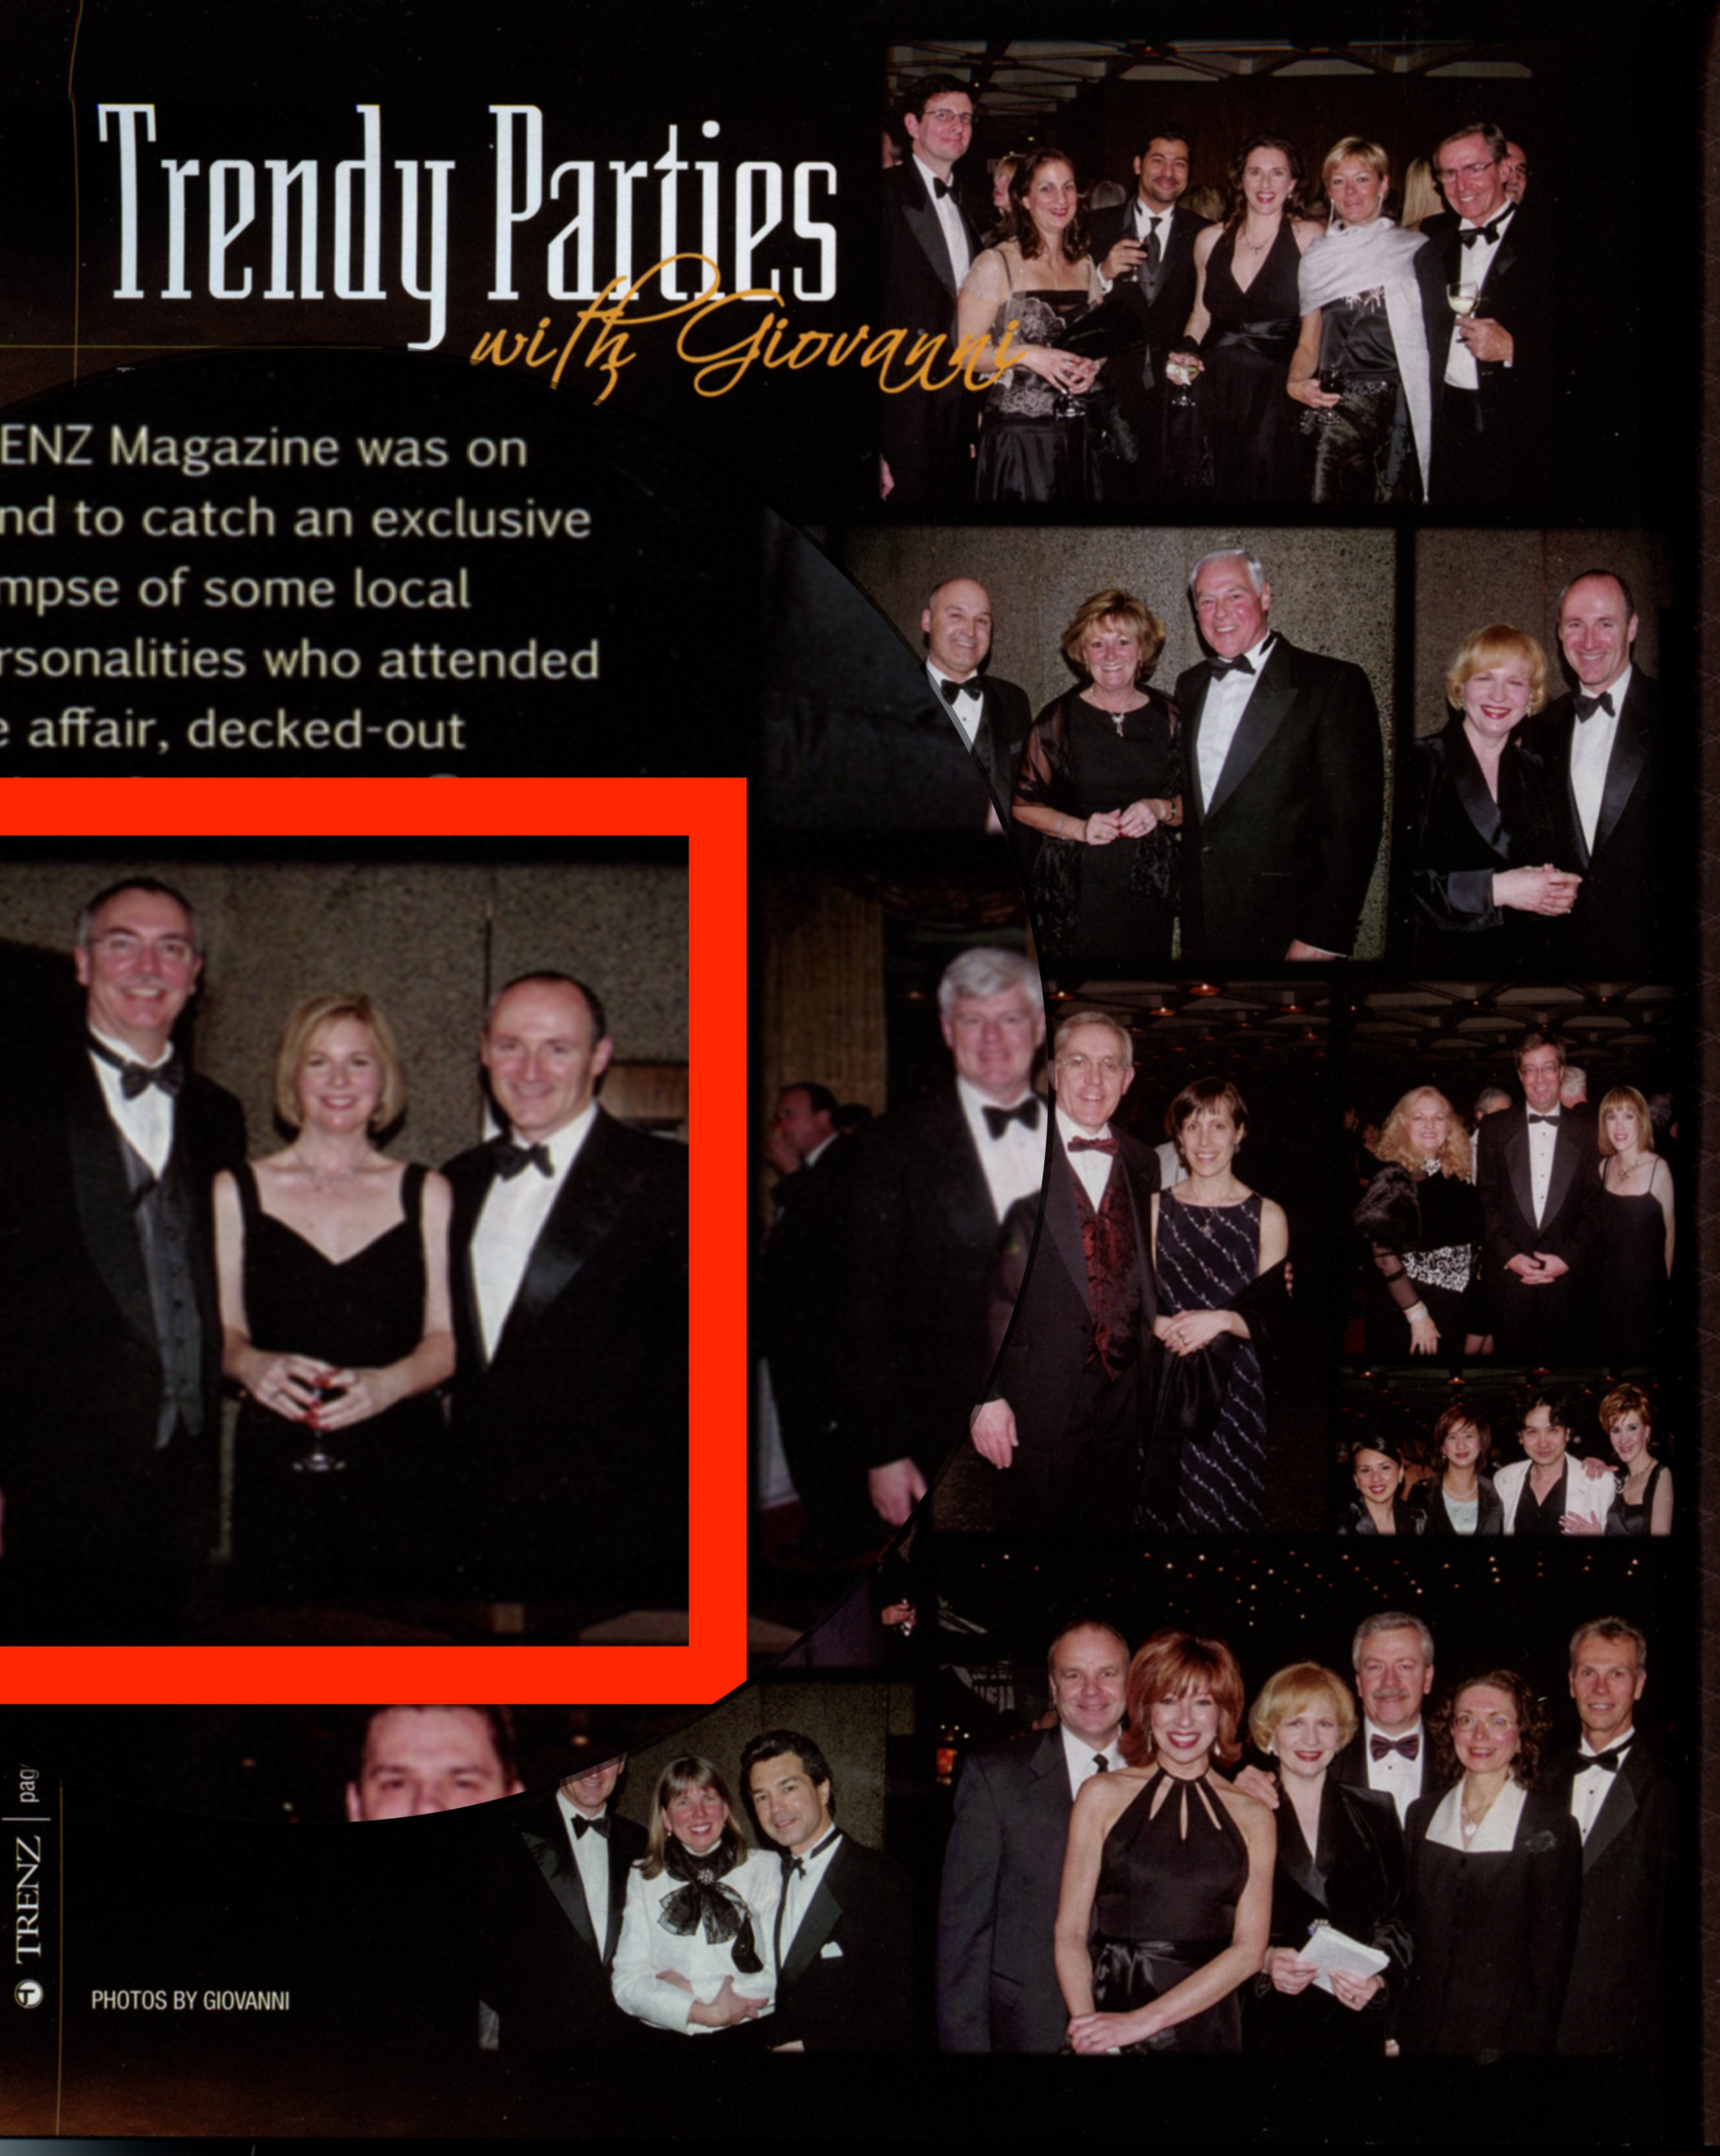 Trendy Parties
with Giovanni
ENZ Magazine was on
nd to catch an exclusive
mpse of some local
rsonalities who attended
e affair, decked-out
TRENZ | pag
PHOTOS BY GIOVANNI